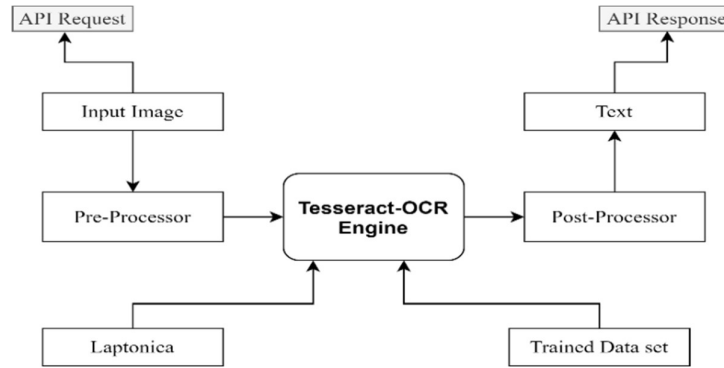 API Request
API Response
Input Image
Text
Pre-Processor
Tesseract-OCR
Engine
Post-Processor
Laptonica
Trained Data set